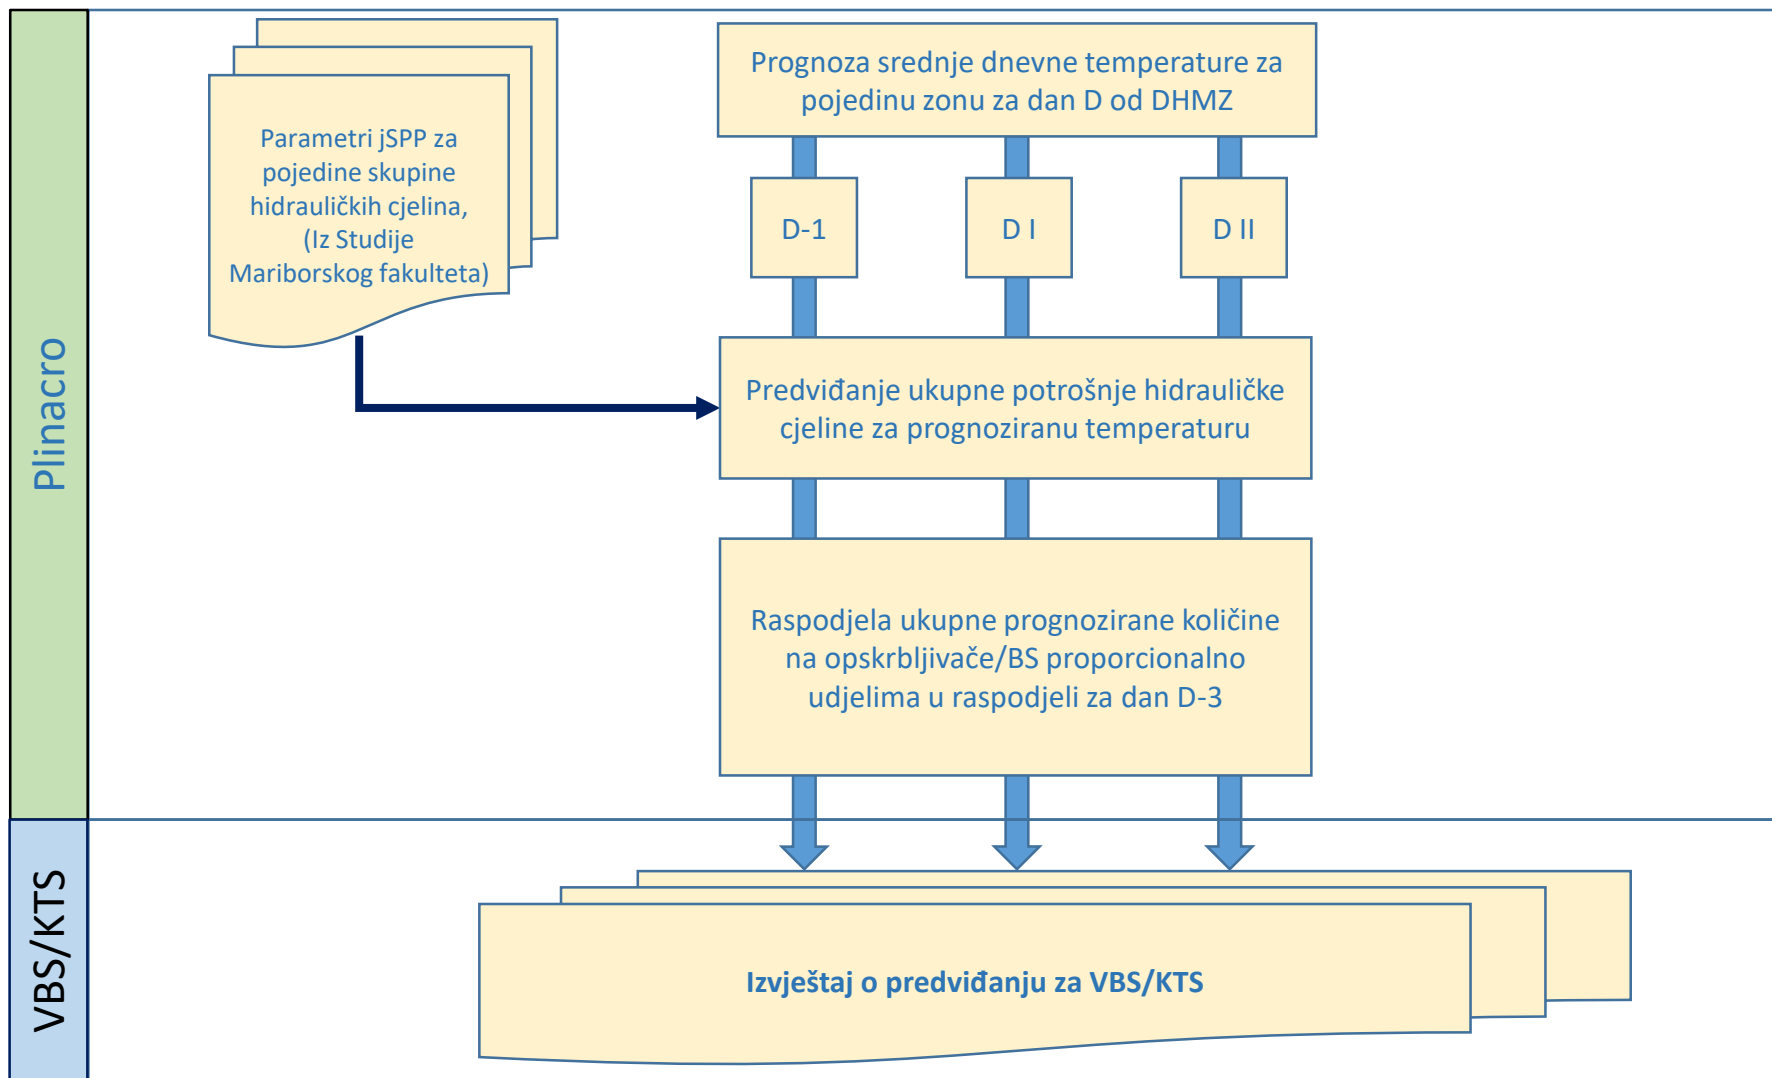 Plinacro
Parametri jSPP za
pojedine skupine
hidrauličkih cjelina,
(Iz Studije
Mariborskog fakulteta)
Prognoza srednje dnevne temperature za
pojedinu zonu za dan D od DHMZ
D-1
D I
D II
Predviđanje ukupne potrošnje hidrauličke
cjeline za prognoziranu temperaturu
Raspodjela ukupne prognozirane količine
na opskrbljivače/BS proporcionalno
udjelima u raspodjeli za dan D-3
VBS/KTS
Izvještaj o predviđanju za VBS/KTS